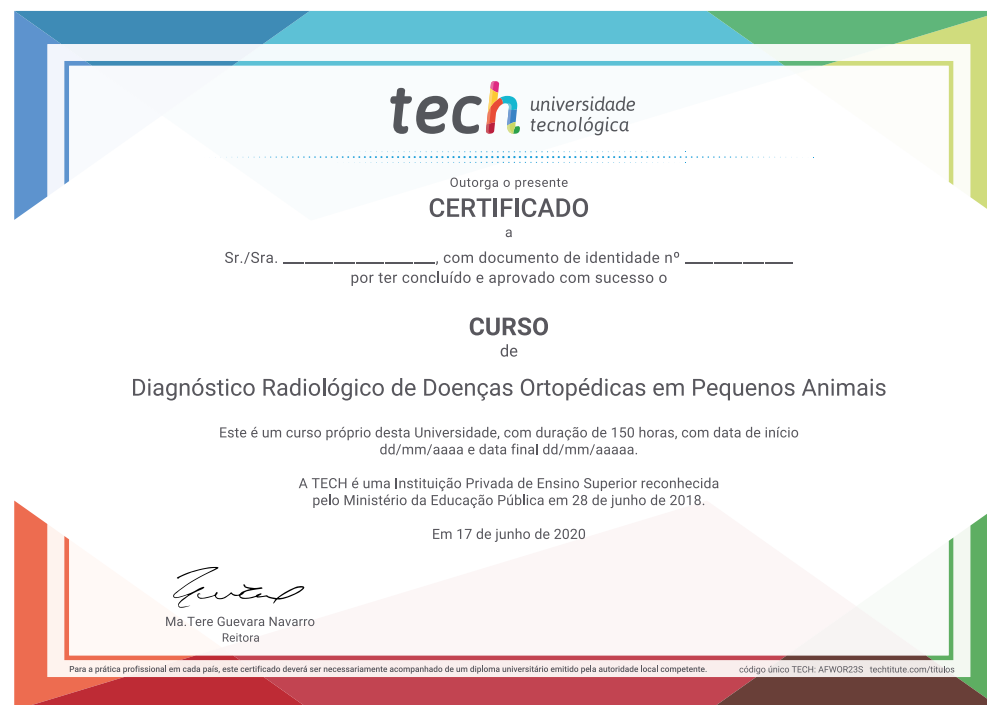 tech universidade
tecnológica
Outorga o presente
CERTIFICADO
a
Sr./Sra. ____________________, com documento de identidade nº ______________
por ter concluído e aprovado com sucesso o
CURSO
de
Diagnóstico Radiológico de Doenças Ortopédicas em Pequenos Animais
Este é um curso próprio desta Universidade, com duração de 150 horas, com data de início
dd/mm/aaaa e data final dd/mm/aaaaa.
A TECH é uma Instituição Privada de Ensino Superior reconhecida
pelo Ministério da Educação Pública em 28 de junho de 2018.
Em 17 de junho de 2020
Ma.Tere Guevara Navarro
Reitora
Para a prática profissional em cada país, este certificado deverá ser necessariamente acompanhado de um diploma universitário emitido pela autoridade local competente. código único TECH: AFWOR23S techtitute.com/titulos